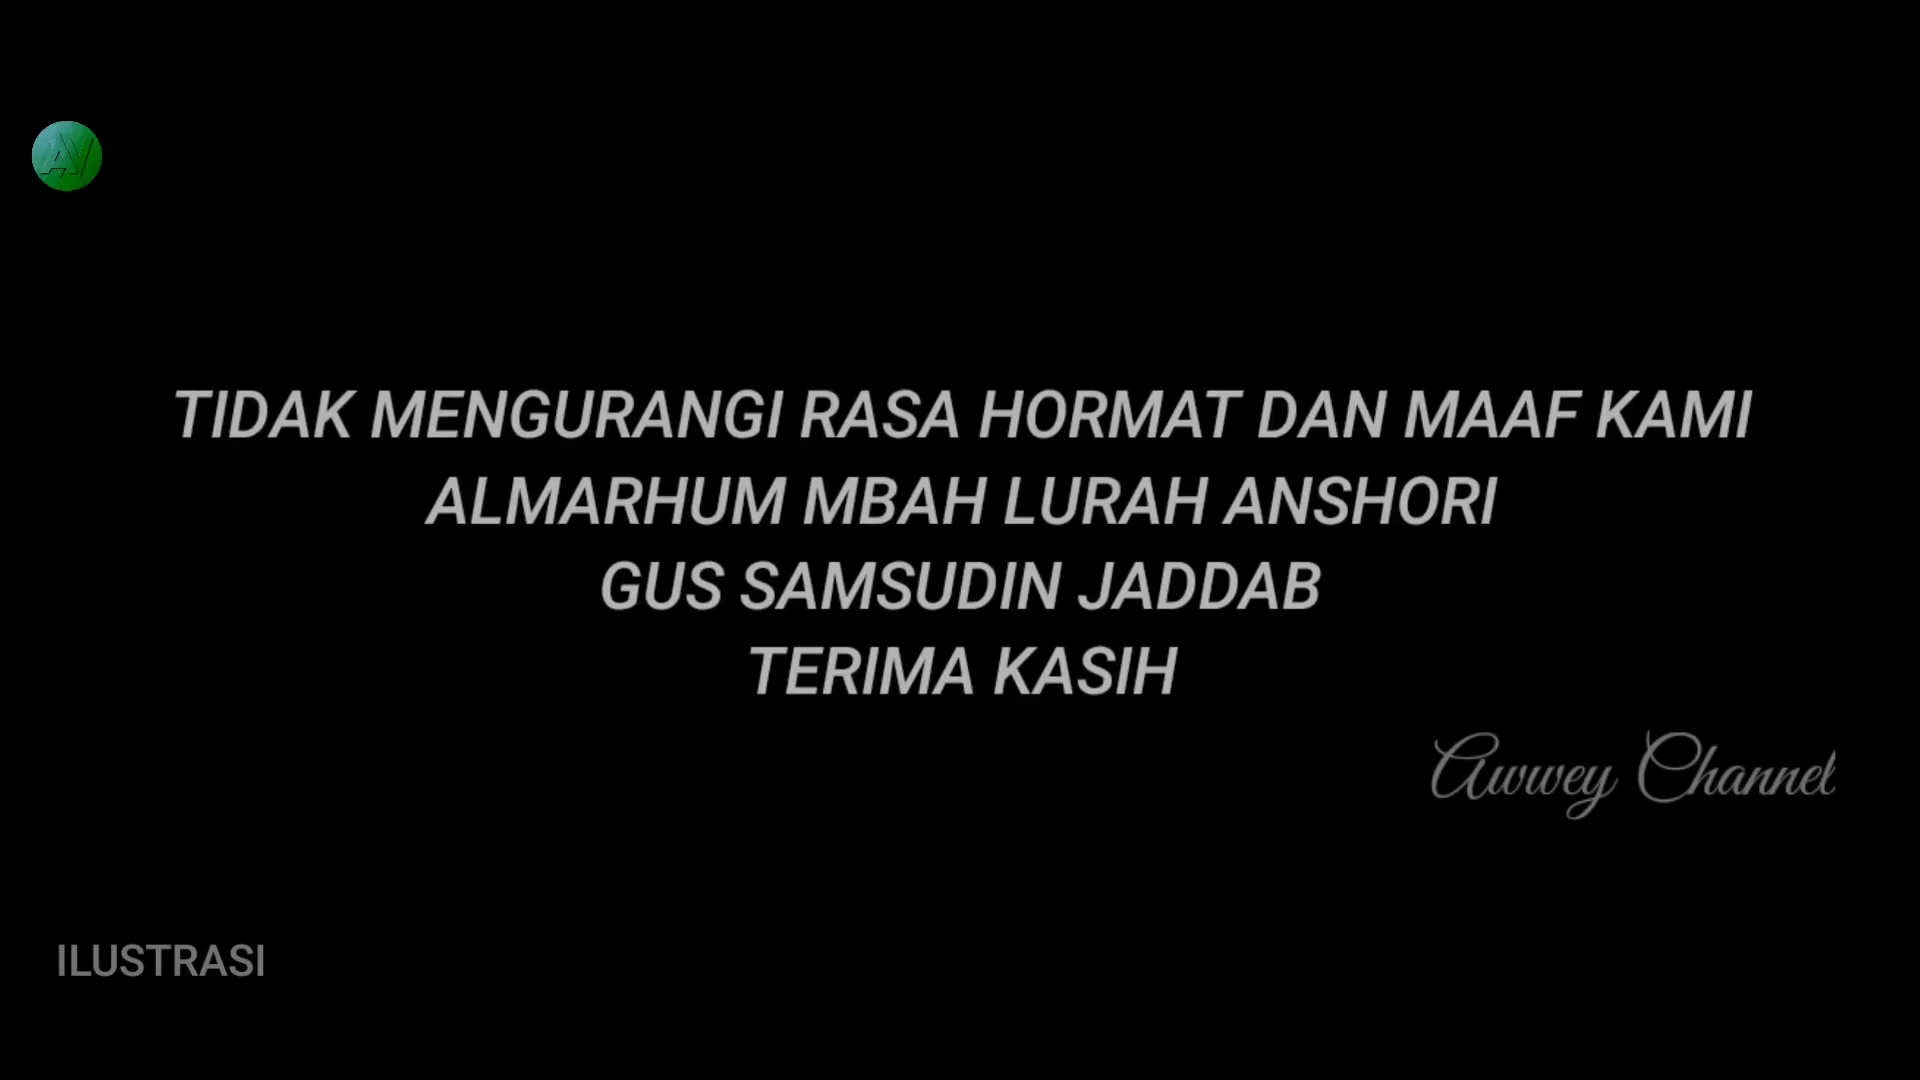 AV
TIDAK MENGURANGI RASA HORMAT DAN MAAF KAMI
ALMARHUM MBAH LURAH ANSHORI
GUS SAMSUDIN JADDAB
TERIMA KASIH
Awwey Channel
ILUSTRASI